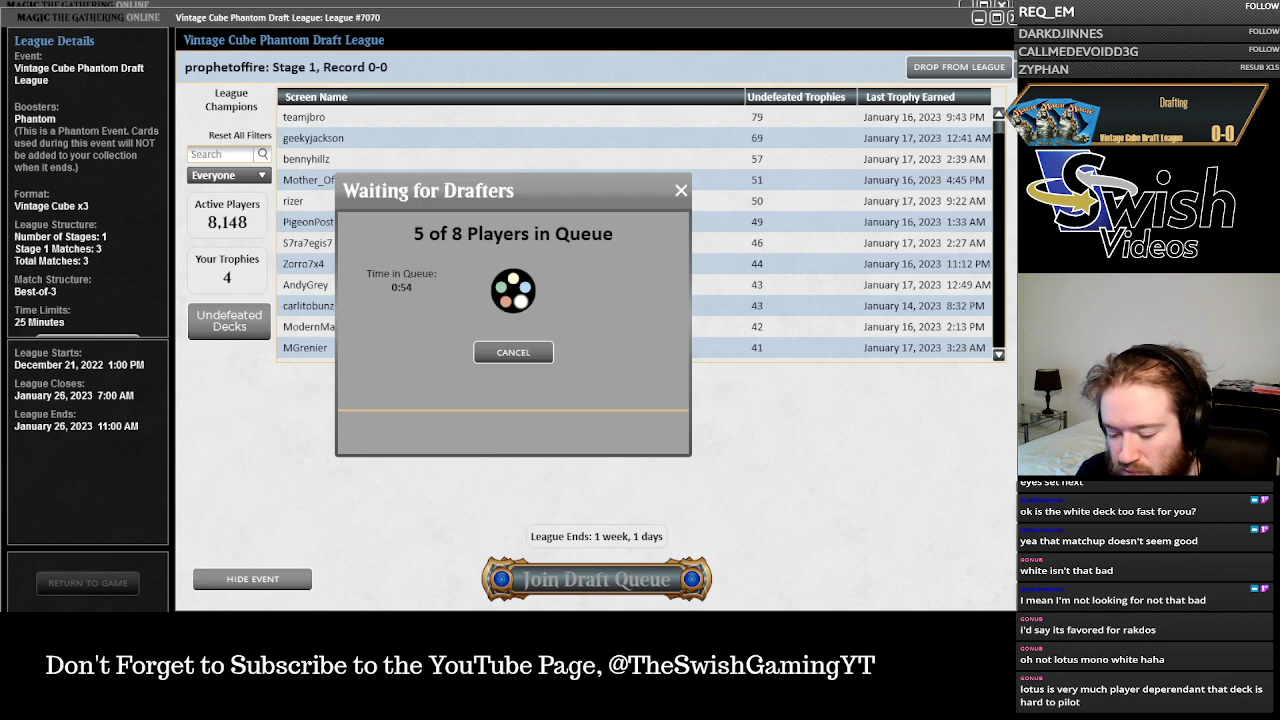 MAGIC THE GATHERING ONLINE
Vintage Cube Phantom Draft League: League #7070
League Details
Event:
Vintage Cube Phantom Draft
League
Boosters:
Phantom
(This is a Phantom Event. Cards
used during this event will NOT
be added to your collection
when it ends.)
Format:
Vintage Cube x3
League Structure:
Number of Stages: 1
Stage 1 Matches: 3
Total Matches: 3
Match Structure:
Best-of-3
Time Limits:
25 Minutes
League Starts:
December 21, 2022 1:00 PM
League Closes:
January 26, 2023 7:00 AM
League Ends:
January 26, 2023 11:00 AM
RETURN TO GAME
Vintage Cube Phantom Draft League
prophetoffire: Stage 1, Record 0-0
DROP FROM LEAGUE
League
Champions
Reset All Filters
Search
Everyone
Active Players
8,148
Your Trophies
4
Undefeated
Decks
Screen Name Undefeated Trophies Last Trophy Earned
teamjbro 79 January 16, 2023 9:43 PM
geekyjackson 69 January 17, 2023 12:41 AM
bennyhillz 57 January 17, 2023 2:39 AM
Mother_Of 51 January 16, 2023 4:45 PM
rizer 50 January 17, 2023 9:22 AM
PigeonPost 49 January 16, 2023 1:33 AM
S7ra7egis7 46 January 17, 2023 2:27 AM
Zorro7x4 44 January 16, 2023 11:12 PM
AndyGrey 43 January 17, 2023 12:49 AM
carlitobunz 43 January 14, 2023 8:32 PM
ModernMa 42 January 16, 2023 2:13 PM
MGrenier 41 January 17, 2023 3:23 AM
Waiting for Drafters
5 of 8 Players in Queue
Time in Queue:
0:54
CANCEL
League Ends: 1 week, 1 days
HIDE EVENT
Join Draft Queue
Don't Forget to Subscribe to the YouTube Page, @TheSwishGamingYT
REQ_EM FOLLOW
DARKDJINNES FOLLOW
CALLMEDEVOIDD3G FOLLOW
ZYPHAN RESUB X15
Drafting
Vintage Cube Draft League 0-0
Swish
Videos
eyes set next
ok is the white deck too fast for you?
yea that matchup doesn't seem good
GONUB
white isn't that bad
I mean I'm not looking for not that bad
GONUB
i'd say its favored for rakdos
GONUB
oh not lotus mono white haha
GONUB
lotus is very much player deperendant that deck is
hard to pilot